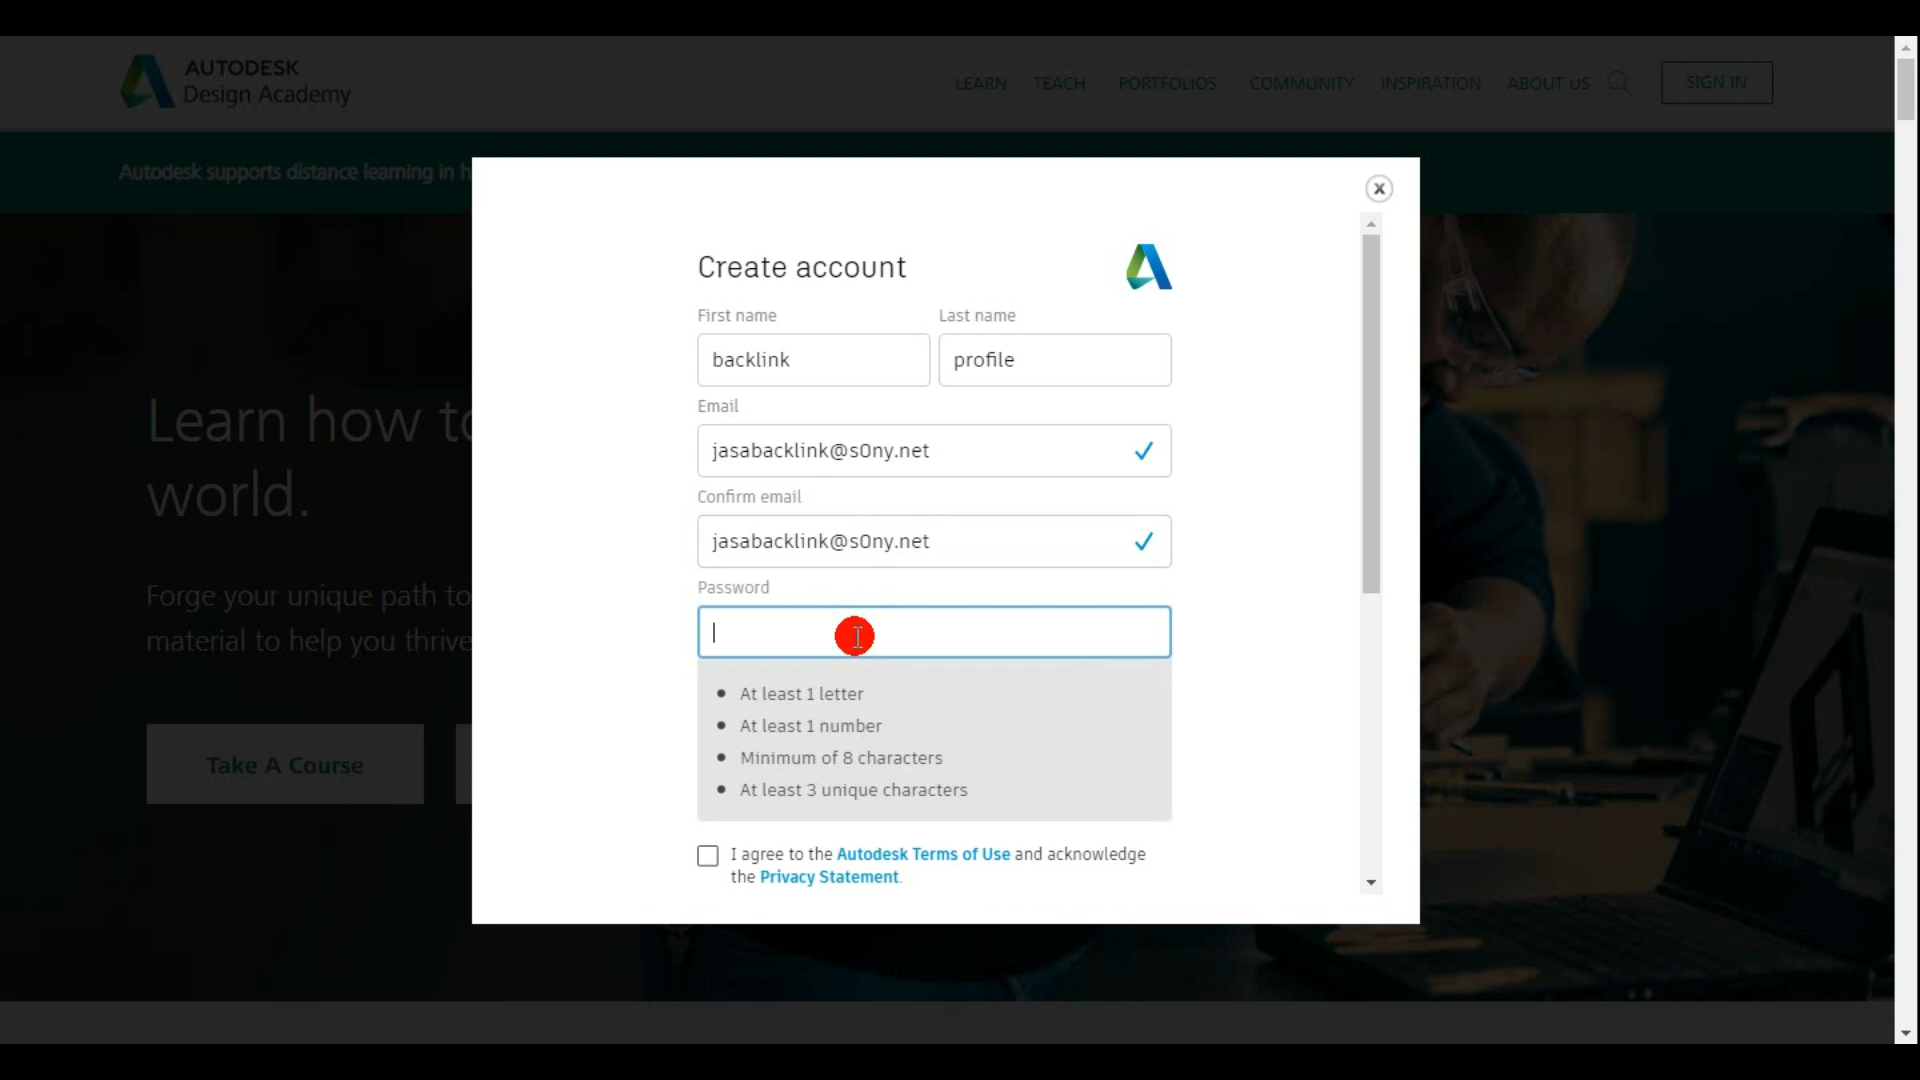 AUTODESK
Design Academy
LEARN TEACH PORTFOLIOS COMMUNITY INSPIRATION ABOUT US SIGN IN
Autodesk supports distance learning in h
x
Create account
First name Last name
backlink profile
Email
jasabacklink@s0ny.net
Confirm email
jasabacklink@s0ny.net
Password
At least 1 letter
At least 1 number
Minimum of 8 characters
At least 3 unique characters
I agree to the Autodesk Terms of Use and acknowledge
the Privacy Statement.
Learn how to
world.
Forge your unique path to
material to help you thrive
Take A Course